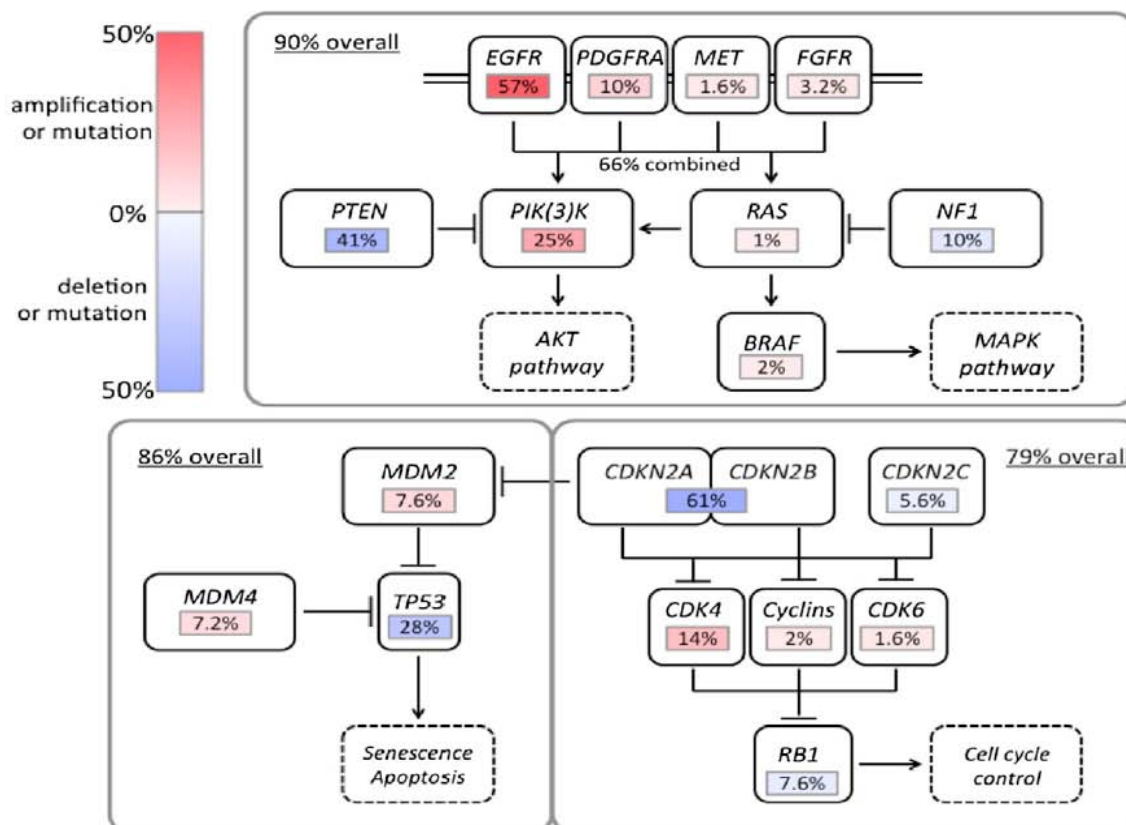 50%
amplification
or mutation
0%
deletion
or mutation
50%
90% overall
EGFR
57%
PDGFRA
10%
MET
1.6%
FGFR
3.2%
66% combined
PTEN
41%
PIK(3)K
25%
RAS
1%
NF1
10%
AKT
pathway
BRAF
2%
MAPK
pathway
86% overall
MDM2
7.6%
MDM4
7.2%
TP53
28%
Senescence
Apoptosis
79% overall
CDKN2A
CDKN2B
61%
CDKN2C
5.6%
CDK4
14%
Cyclins
2%
CDK6
1.6%
RB1
7.6%
Cell cycle
control